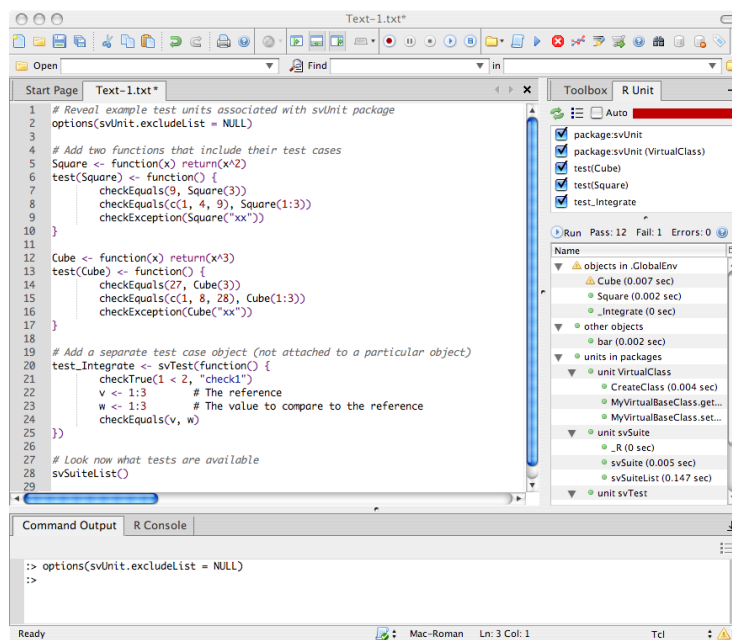 Text-1.txt*
Open
Find
in
Start Page Text-1.txt*
1 # Reveal example test units associated with svUnit package
2 options(svUnit.excludeList = NULL)
3
4 # Add two functions that include their test cases
5 Square <- function(x) return(x^2)
6 test(Square) <- function() {
7 checkEquals(9, Square(3))
8 checkEquals(c(1, 4, 9), Square(1:3))
9 checkException(Square("xx"))
10 }
11
12 Cube <- function(x) return(x^3)
13 test(Cube) <- function() {
14 checkEquals(27, Cube(3))
15 checkEquals(c(1, 8, 28), Cube(1:3))
16 checkException(Cube("xx"))
17 }
18
19 # Add a separate test case object (not attached to a particular object)
20 test_Integrate <- svTest(function() {
21 checkTrue(1 < 2, "check1")
22 v <- 1:3 # The reference
23 w <- 1:3 # The value to compare to the reference
24 checkEquals(v, w)
25 })
26
27 # Look now what tests are available
28 svSuiteList()
29
Toolbox R Unit
Auto
package:svUnit
package:svUnit (VirtualClass)
test(Cube)
test(Square)
test_Integrate
Run Pass: 12 Fail: 1 Errors: 0
Name
objects in .GlobalEnv
Cube (0.007 sec)
Square (0.002 sec)
_Integrate (0 sec)
other objects
bar (0.002 sec)
units in packages
unit VirtualClass
CreateClass (0.004 sec)
MyVirtualBaseClass.get...
MyVirtualBaseClass.set...
unit svSuite
_R (0 sec)
svSuite (0.005 sec)
svSuiteList (0.147 sec)
unit svTest
Command Output R Console
:> options(svUnit.excludeList = NULL)
:>
Ready Mac-Roman Ln: 3 Col: 1 Tcl